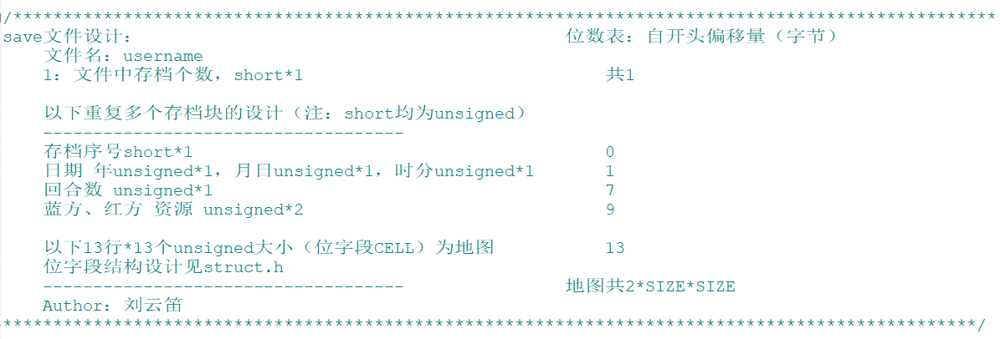 /**************************************************************************************************
save文件设计: 位数表: 自开头偏移量（字节）
文件名: username
1: 文件中存档个数, short*1 共1
以下重复多个存档块的设计（注: short均为unsigned）
------------------------------------
存档序号short*1 0
日期 年unsigned*1, 月日unsigned*1, 时分unsigned*1 1
回合数 unsigned*1 7
蓝方、红方 资源 unsigned*2 9
以下13行*13个unsigned大小（位字段CELL）为地图 13
位字段结构设计见struct.h
------------------------------------ 地图共2*SIZE*SIZE
Author: 刘云笛
**************************************************************************************************/